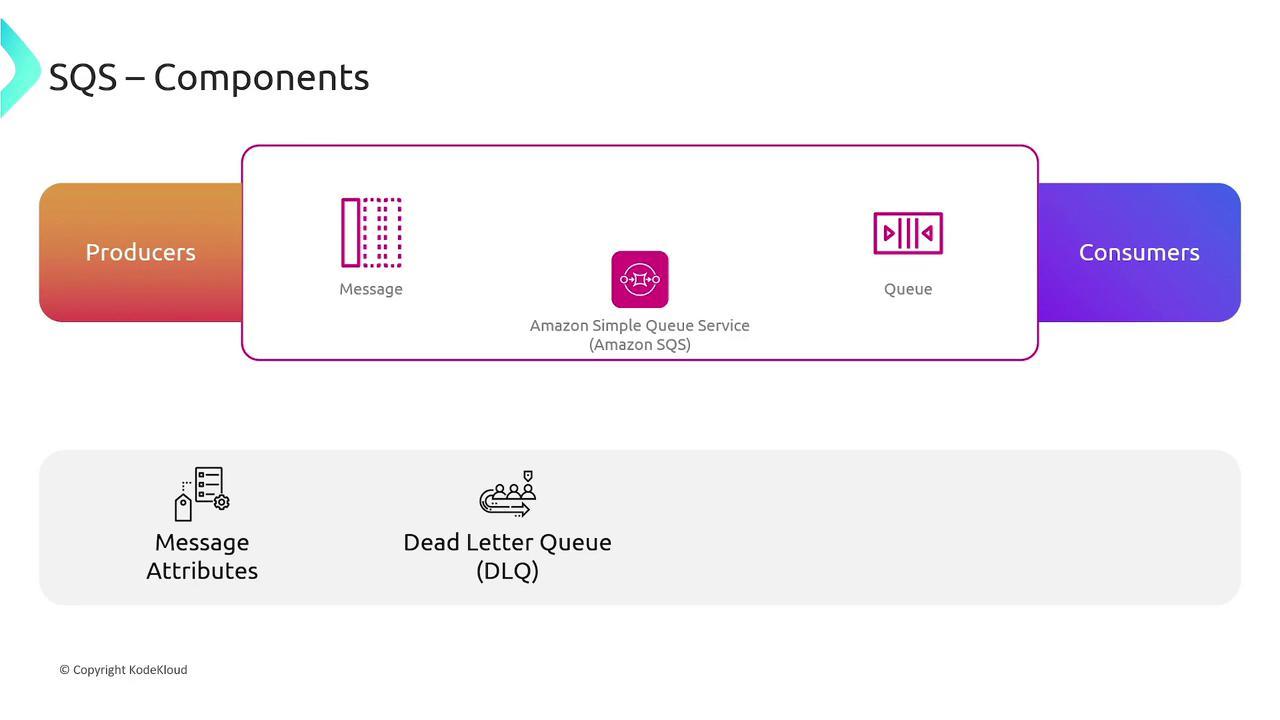 SQS – Components
Producers
Message
Amazon Simple Queue Service
(Amazon SQS)
Queue
Consumers
Message
Attributes
Dead Letter Queue
(DLQ)
© Copyright KodeKloud